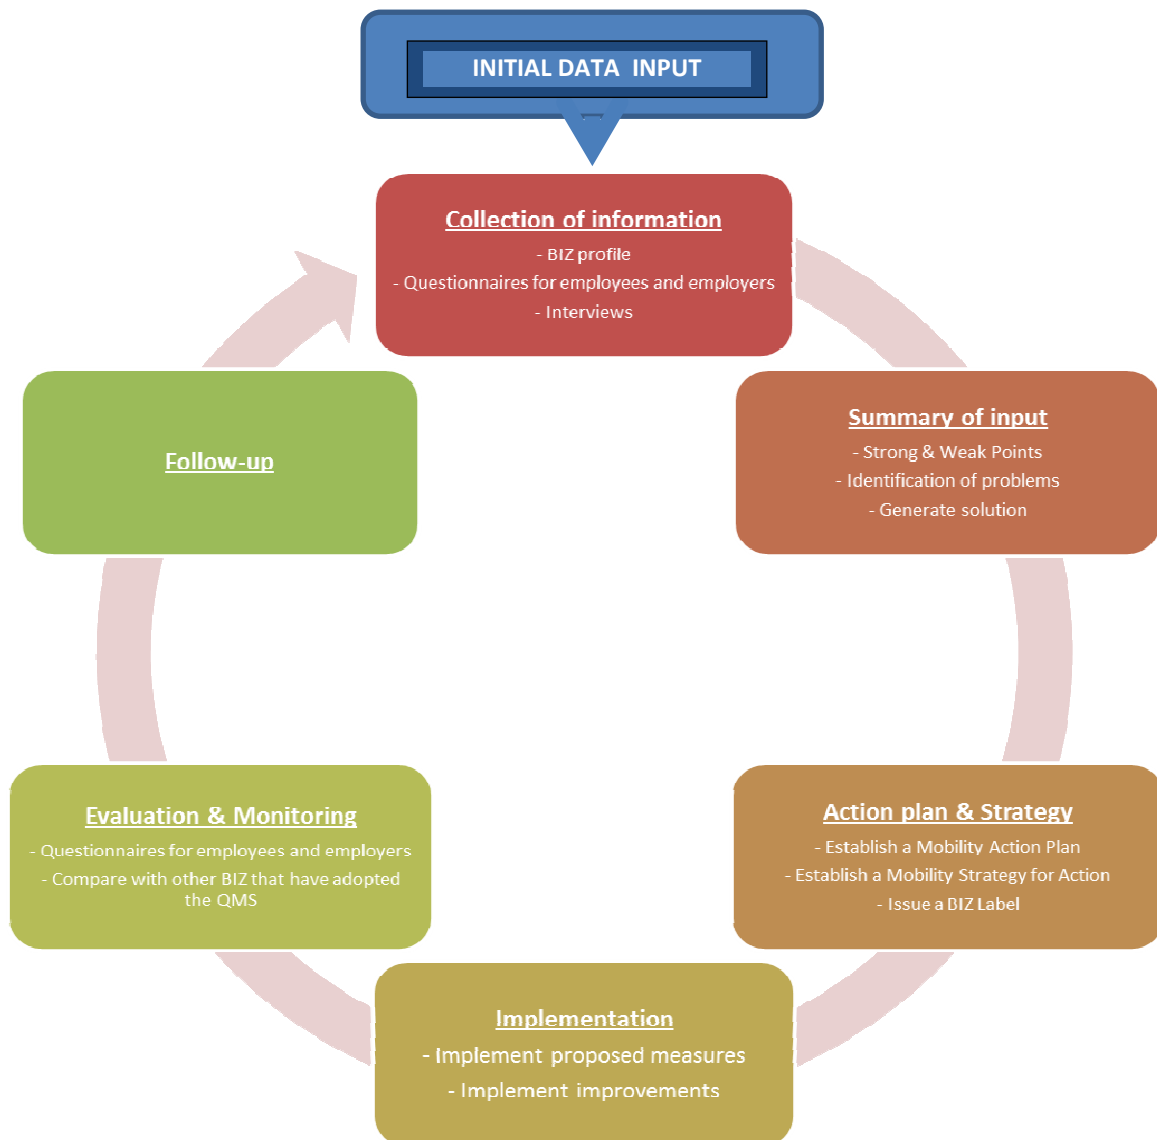 INITIAL DATA  INPUT
Collection of information
- BIZ profile
- Questionnaires for employees and employers
- Interviews
Summary of input
- Strong & Weak Points
- Identification of problems
- Generate solution
Action plan & Strategy
- Establish a Mobility Action Plan
- Establish a Mobility Strategy for Action
- Issue a BIZ Label
Implementation
- Implement proposed measures
- Implement improvements
Evaluation & Monitoring
- Questionnaires for employees and employers
- Compare with other BIZ that have adopted
the QMS
Follow-up